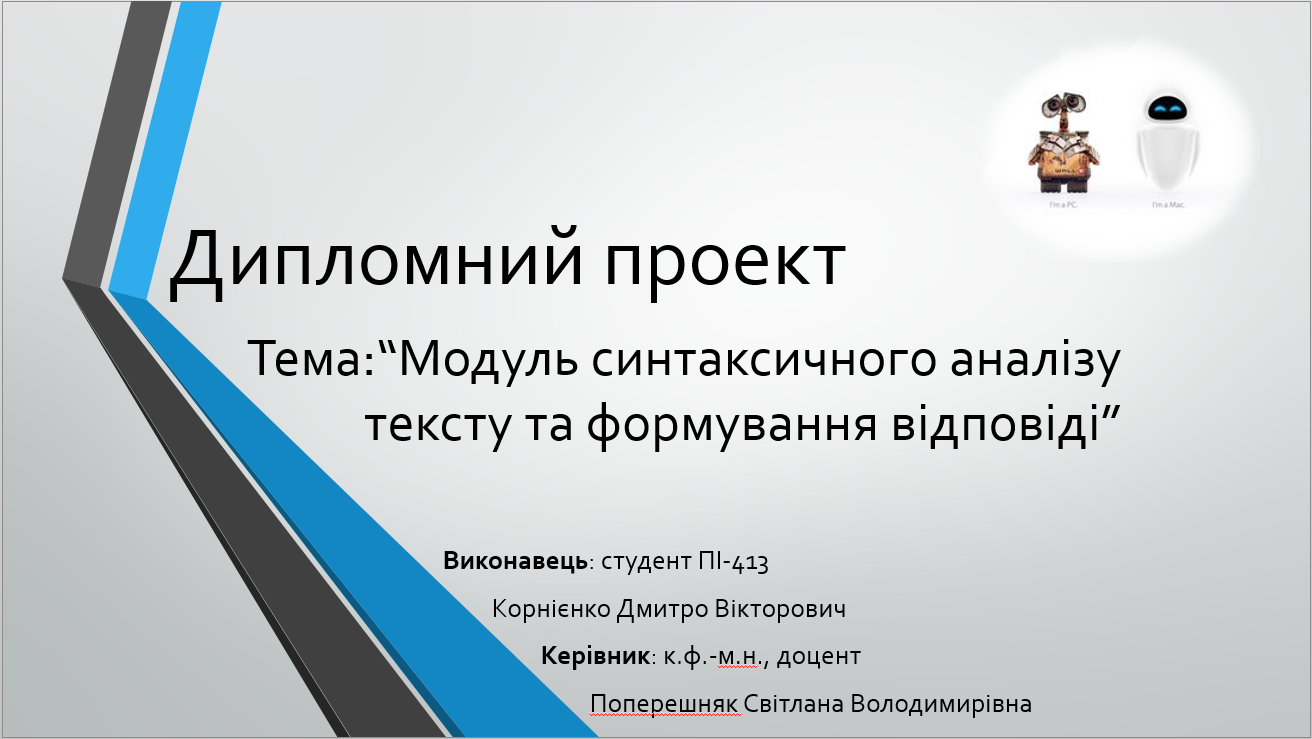 WALL
I'm a PC.
I'm a Mac.
Дипломний проект
Тема:“Модуль синтаксичного аналізу
тексту та формування відповіді”
Виконавець: студент ПІ-413
Корнієнко Дмитро Вікторович
Керівник: к.ф.-м.н., доцент
Поперешняк Світлана Володимирівна